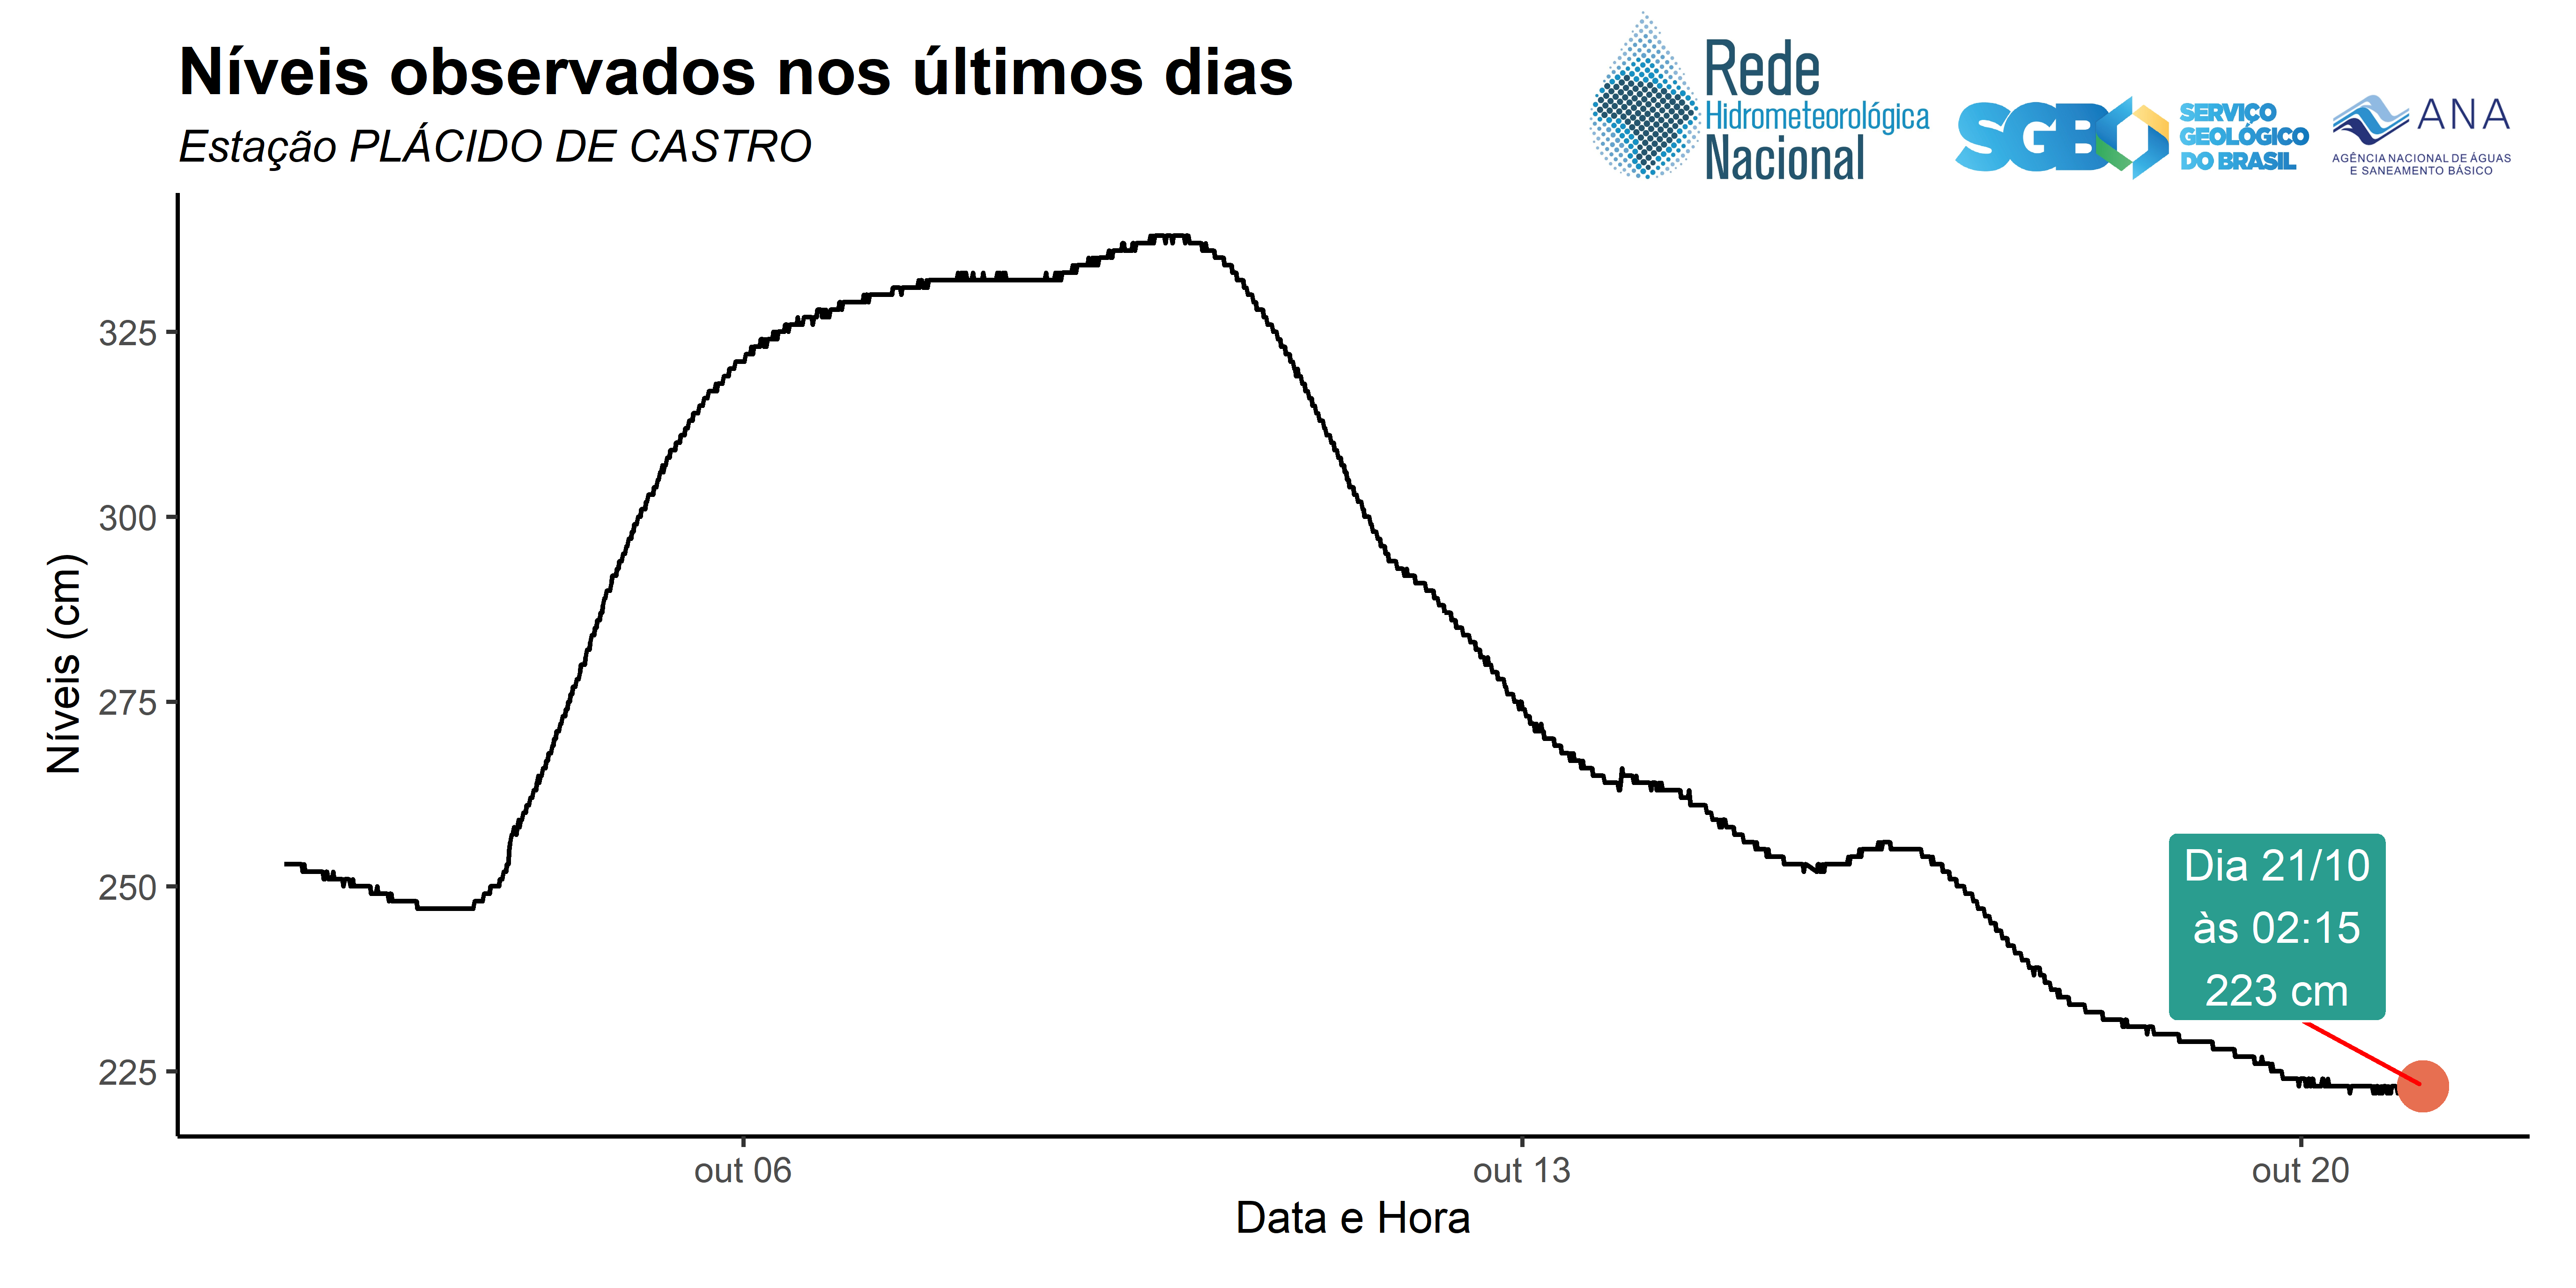 Níveis observados nos últimos dias
Estação PLÁCIDO DE CASTRO
Rede
Hidrometeorológica
Nacional
SGB
SERVIÇO
GEOLÓGICO
DO BRASIL
ANA
AGÊNCIA NACIONAL DE ÁGUAS
E SANEAMENTO BÁSICO
Níveis (cm)
325
300
275
250
225
Dia 21/10
às 02:15
223 cm
out 06
out 13
out 20
Data e Hora